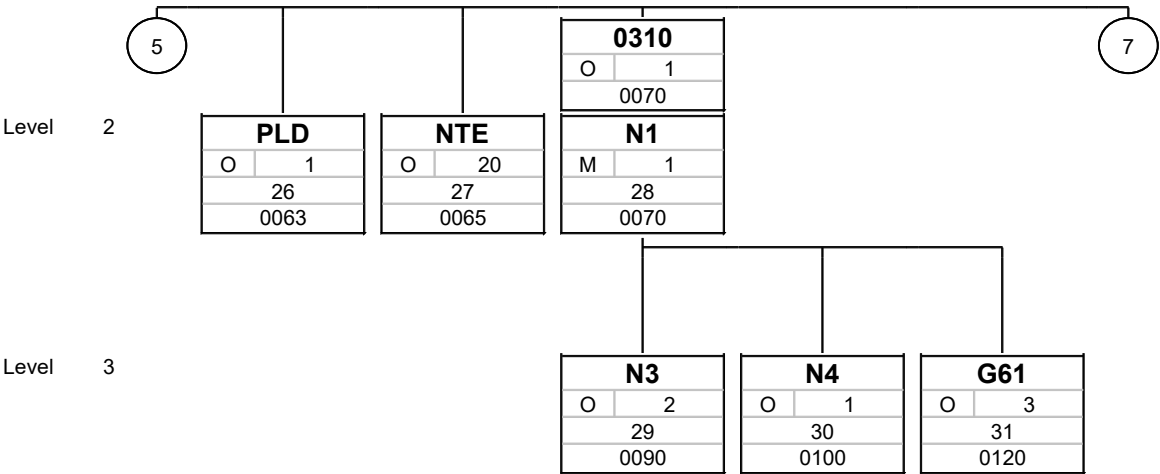 5
0310
7
O 1
0070
Level 2
PLD NTE N1
O 1 O 20 M 1
26 27 28
0063 0065 0070
Level 3
N3 N4 G61
O 2 O 1 O 3
29 30 31
0090 0100 0120